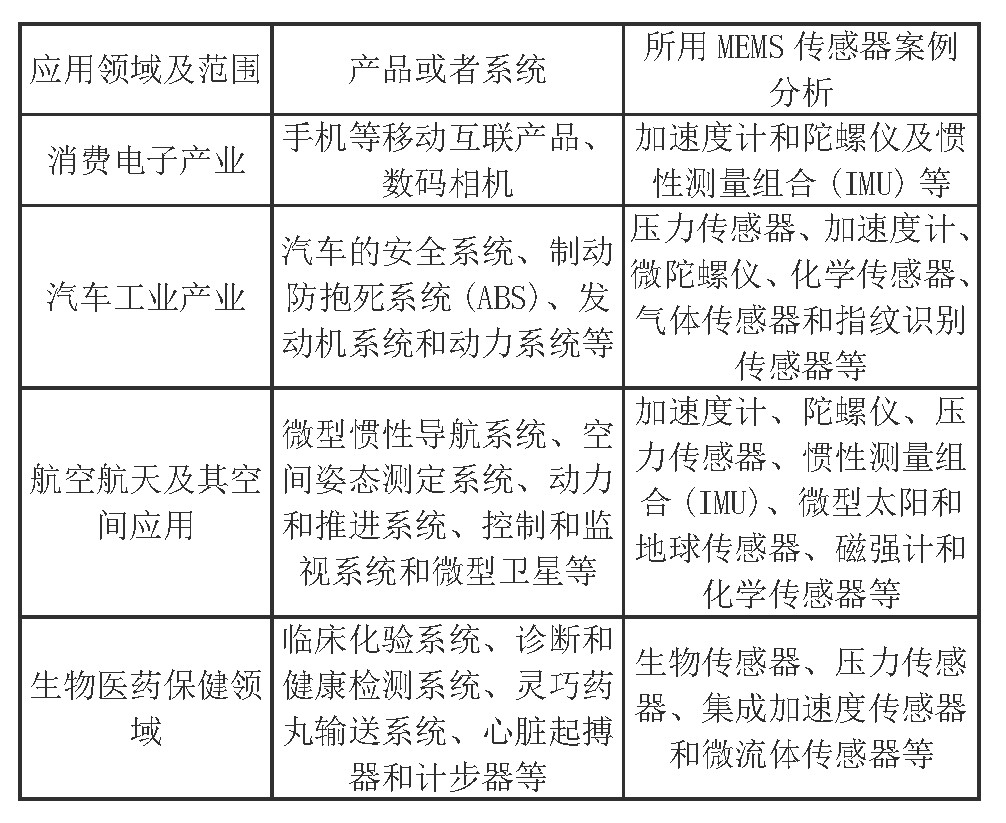 应用领域及范围
产品或者系统
所用MEMS传感器案例
分析
消费电子产业
手机等移动互联产品、
数码相机
加速度计和陀螺仪及惯
性测量组合(IMU)等
汽车工业产业
汽车的安全系统、制动
防抱死系统(ABS)、发
动机系统和动力系统等
压力传感器、加速度计、
微陀螺仪、化学传感器、
气体传感器和指纹识别
传感器等
航空航天及其空
间应用
微型惯性导航系统、空
间姿态测定系统、动力
和推进系统、控制和监
视系统和微型卫星等
加速度计、陀螺仪、压
力传感器、惯性测量组
合(IMU)、微型太阳和
地球传感器、磁强计和
化学传感器等
生物医药保健领
域
临床化验系统、诊断和
健康检测系统、灵巧药
丸输送系统、心脏起搏
器和计步器等
生物传感器、压力传感
器、集成加速度传感器
和微流体传感器等